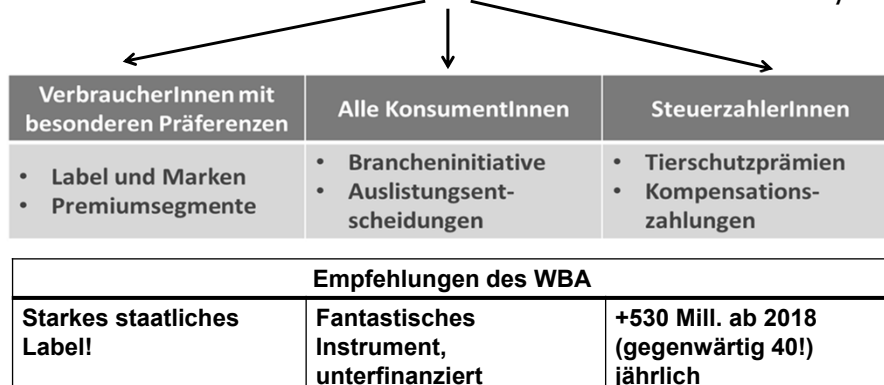 VerbraucherInnen mit
besonderen Präferenzen
Alle KonsumentInnen
SteuerzahlerInnen
• Label und Marken
• Premiumsegmente
• Brancheninitiative
• Auslistungsent-
scheidungen
• Tierschutzprämien
• Kompensations-
zahlungen
Empfehlungen des WBA
Starkes staatliches
Label!
Fantastisches
Instrument,
unterfinanziert
+530 Mill. ab 2018
(gegenwärtig 40!)
jährlich